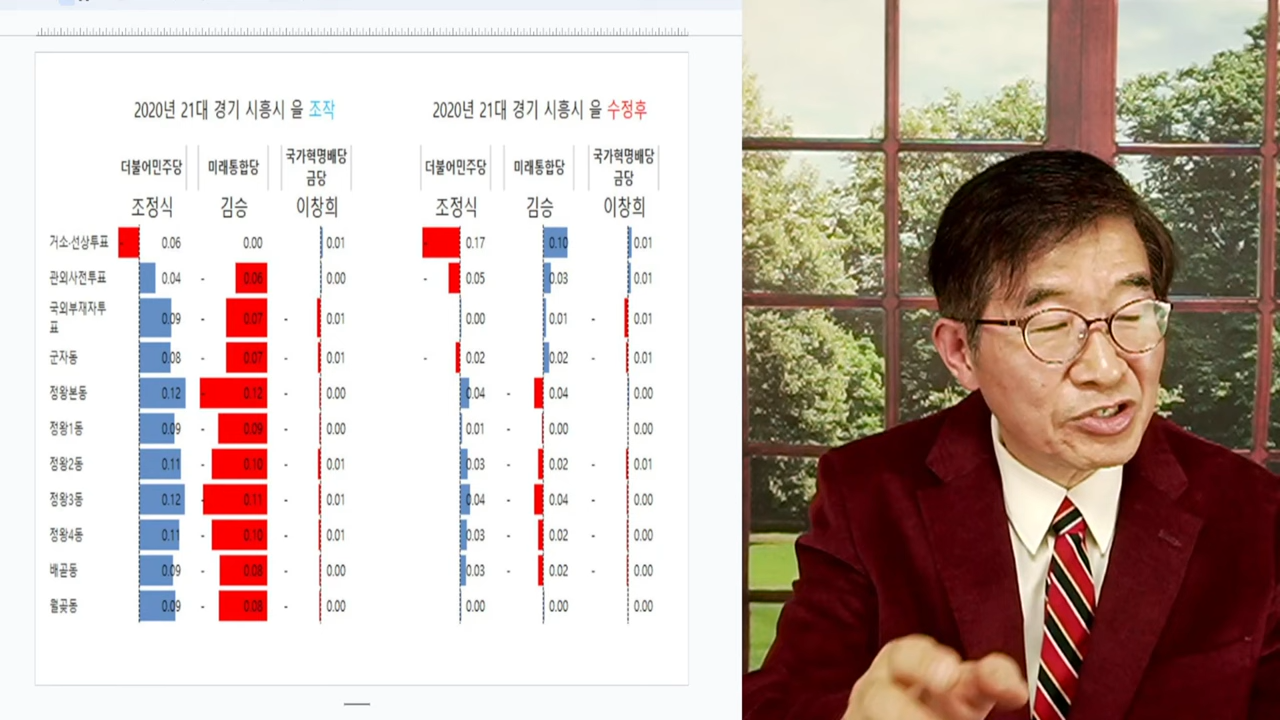 2020년 21대 경기 시흥시 을 조작
더불어민주당 미래통합당 국가혁명배당
금당
조정식 김승 이창희
거소·선상투표 - 0.06 0.00 0.01
관외사전투표 0.04 - 0.06 0.00
국외부재자투
표 0.09 - 0.07 - 0.01
군자동 0.08 - 0.07 - 0.01
정왕본동 0.12 - 0.12 - 0.00
정왕1동 0.09 - 0.09 - 0.00
정왕2동 0.11 - 0.10 - 0.01
정왕3동 0.12 - 0.11 - 0.01
정왕4동 0.11 - 0.10 - 0.01
배곧동 0.09 - 0.08 - 0.00
월곶동 0.09 - 0.08 - 0.00
2020년 21대 경기 시흥시 을 수정후
더불어민주당 미래통합당 국가혁명배당
금당
조정식 김승 이창희
- 0.17 0.10 0.01
- 0.05 0.03 0.01
0.00 0.01 - 0.01
- 0.02 0.02 - 0.01
0.04 - 0.04 0.00
0.01 - 0.00 - 0.00
0.03 - 0.02 - 0.01
0.04 - 0.04 - 0.00
0.03 - 0.02 - 0.00
0.03 - 0.02 - 0.00
0.00 - 0.00 - 0.00